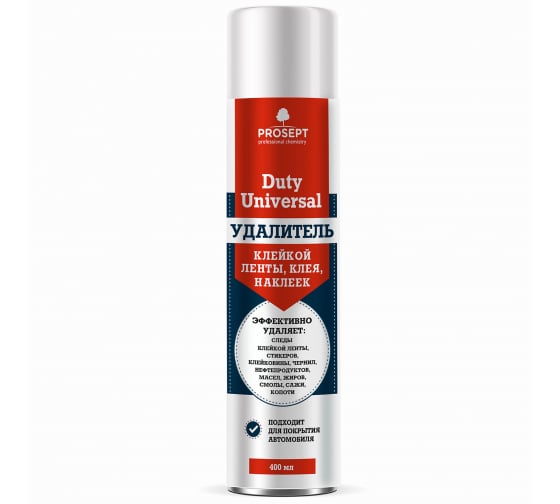 PROSEPT
professional chemistry
Duty
Universal
УДАЛИТЕЛЬ
КЛЕЙКОЙ
ЛЕНТЫ, КЛЕЯ,
НАКЛЕЕК
ЭФФЕКТИВНО
УДАЛЯЕТ:
СЛЕДЫ
КЛЕЙКОЙ ЛЕНТЫ,
СТИКЕРОВ,
КЛЕЙКОВИНЫ, ЧЕРНИЛ,
НЕФТЕПРОДУКТОВ,
МАСЕЛ, ЖИРОВ,
СМОЛЫ, САЖИ,
КОПОТИ
ПОДХОДИТ
ДЛЯ ПОКРЫТИЯ
АВТОМОБИЛЯ
400 мл